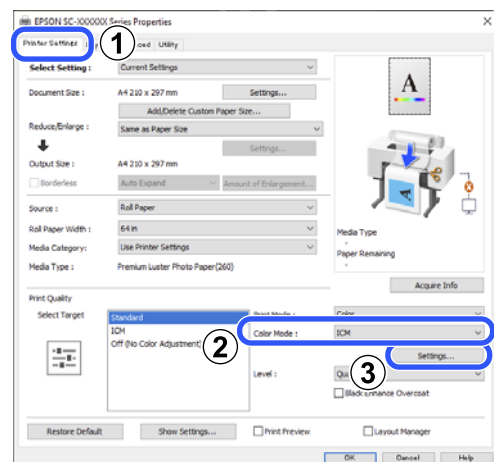 EPSON SC-XXXXXX Series Properties
Printer Settings
1
ced
Utility
Select Setting :
Current Settings
Document Size :
A4 210 x 297 mm
Settings...
Add/Delete Custom Paper Size...
Reduce/Enlarge :
Same as Paper Size
Settings...
Output Size :
A4 210 x 297 mm
Borderless
Auto Expand
Amount of Enlargement...
A
A
Source :
Roll Paper
Roll Paper Width :
64 in
Media Category:
Use Printer Settings
Media Type :
Premium Luster Photo Paper(260)
Media Type
-
Paper Remaining
-
Acquire Info
Print Quality
Select Target
Standard
ICM
Off (No Color Adjustment)
Print Mode :
Color
2
Color Mode :
ICM
Settings...
3
Level :
Black Enhance Overcoat
Restore Default
Show Settings...
Print Preview
Layout Manager
OK
Cancel
Help